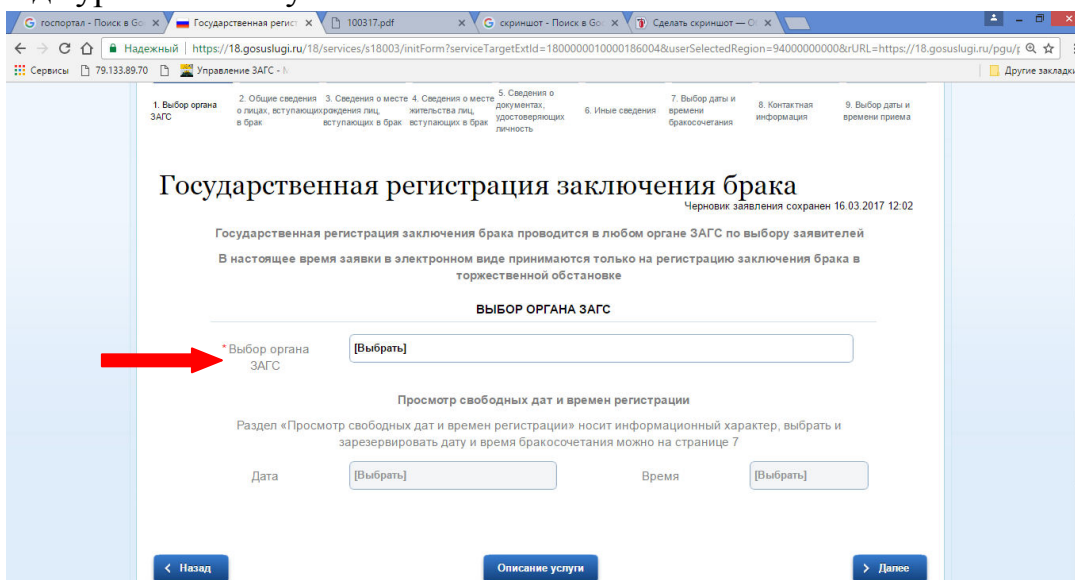 госпортал - Поиск в Go
Государственная регист
100317.pdf
скриншот - Поиск в Goo
Сделать скриншот — О
Надежный | https://18.gosuslugi.ru/18/services/s18003/initForm?serviceTargetExtId=1800000010000186004&userSelectedRegion=94000000000&rURL=https://18.gosuslugi.ru/pgu/
Сервисы
79.133.89.70
Управление ЗАГС -
Другие закладки
1. Выбор органа
ЗАГС
2. Общие сведения
о лицах, вступающих
в брак
3. Сведения о месте
рождения лиц,
вступающих в брак
4. Сведения о месте
жительства лиц,
вступающих в брак
5. Сведения о
документах,
удостоверяющих
личность
6. Иные сведения
7. Выбор даты и
времени
бракосочетания
8. Контактная
информация
9. Выбор даты и
времени приема
Государственная регистрация заключения брака
Черновик заявления сохранен 16.03.2017 12:02
Государственная регистрация заключения брака проводится в любом органе ЗАГС по выбору заявителей
В настоящее время заявки в электронном виде принимаются только на регистрацию заключения брака в
торжественной обстановке
ВЫБОР ОРГАНА ЗАГС
*Выбор органа
ЗАГС
[Выбрать]
Просмотр свободных дат и времен регистрации
Раздел «Просмотр свободных дат и времен регистрации» носит информационный характер, выбрать и
зарезервировать дату и время бракосочетания можно на странице 7
Дата
[Выбрать]
Время
[Выбрать]
Назад
Описание услуги
Далее